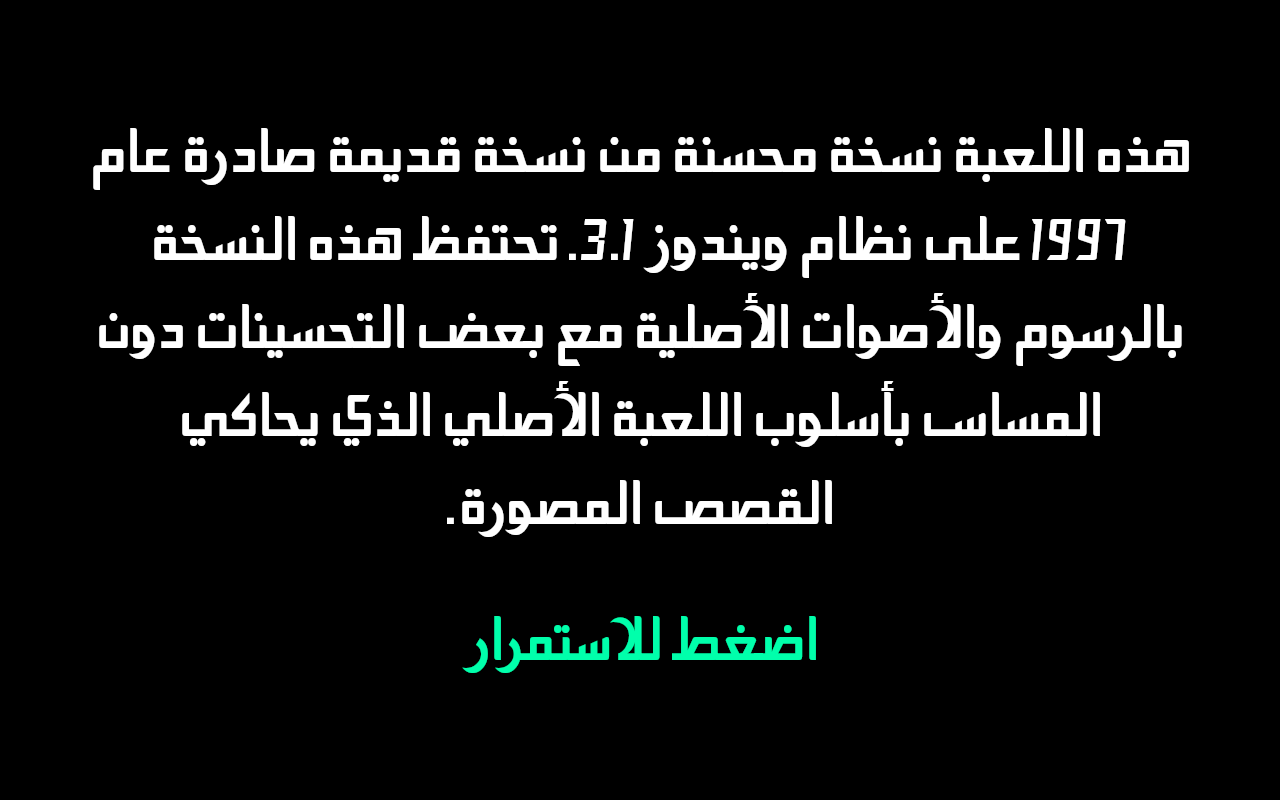 هذه اللعبة نسخة محسنة من نسخة قديمة صادرة عام
1997 على نظام ويندوز 3.1. تحتفظ هذه النسخة
بالرسوم والأصوات الأصلية مع بعض التحسينات دون
المساس بأسلوب اللعبة الأصلي الذي يحاكي
القصص المصورة.
اضغط للاستمرار